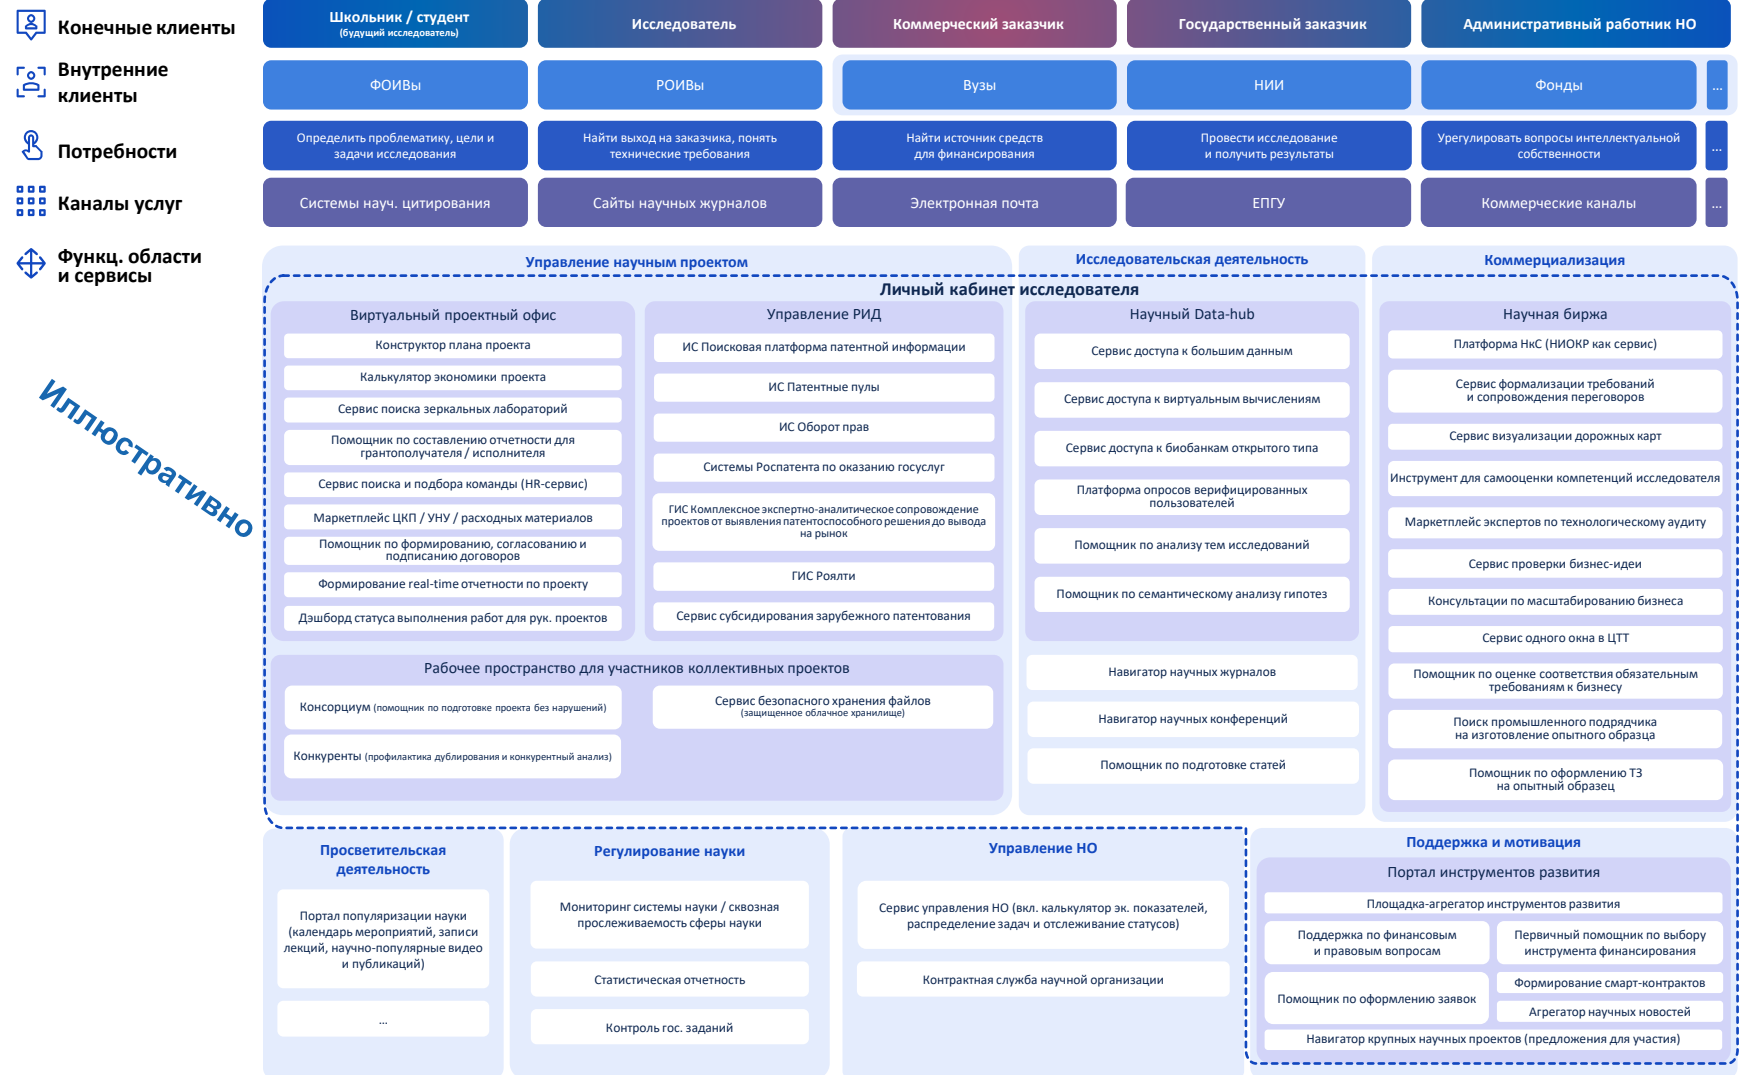 Конечные клиенты
Школьник / студент
(будущий исследователь)
Исследователь
Коммерческий заказчик
Государственный заказчик
Административный работник НО
Внутренние
клиенты
ФОИВы
РОИВы
Вузы
НИИ
Фонды
...
Потребности
Определить проблематику, цели и
задачи исследования
Найти выход на заказчика, понять
технические требования
Найти источник средств
для финансирования
Провести исследование
и получить результаты
Урегулировать вопросы интеллектуальной
собственности
...
Каналы услуг
Системы науч. цитирования
Сайты научных журналов
Электронная почта
ЕПГУ
Коммерческие каналы
...
Функц. области
и сервисы
Иллюстративно
Управление научным проектом
Исследовательская деятельность
Коммерциализация
Личный кабинет исследователя
Виртуальный проектный офис
Конструктор плана проекта
Калькулятор экономики проекта
Сервис поиска зеркальных лабораторий
Помощник по составлению отчетности для
грантополучателя / исполнителя
Сервис поиска и подбора команды (HR-сервис)
Маркетплейс ЦКП / УНУ / расходных материалов
Помощник по формированию, согласованию и
подписанию договоров
Формирование real-time отчетности по проекту
Дэшборд статуса выполнения работ для рук. проектов
Управление РИД
ИС Поисковая платформа патентной информации
ИС Патентные пулы
ИС Оборот прав
Системы Роспатента по оказанию госуслуг
ГИС Комплексное экспертно-аналитическое сопровождение
проектов от выявления патентоспособного решения до вывода
на рынок
ГИС Роялти
Сервис субсидирования зарубежного патентования
Рабочее пространство для участников коллективных проектов
Консорциум (помощник по подготовке проекта без нарушений)
Конкуренты (профилактика дублирования и конкурентный анализ)
Сервис безопасного хранения файлов
(защищенное облачное хранилище)
Научный Data-hub
Сервис доступа к большим данным
Сервис доступа к виртуальным вычислениям
Сервис доступа к биобанкам открытого типа
Платформа опросов верифицированных
пользователей
Помощник по анализу тем исследований
Помощник по семантическому анализу гипотез
Навигатор научных журналов
Навигатор научных конференций
Помощник по подготовке статей
Научная биржа
Платформа НкС (НИОКР как сервис)
Сервис формализации требований
и сопровождения переговоров
Сервис визуализации дорожных карт
Инструмент для самооценки компетенций исследователя
Маркетплейс экспертов по технологическому аудиту
Сервис проверки бизнес-идеи
Консультации по масштабированию бизнеса
Сервис одного окна в ЦТТ
Помощник по оценке соответствия обязательным
требованиям к бизнесу
Поиск промышленного подрядчика
на изготовление опытного образца
Помощник по оформлению ТЗ
на опытный образец
Просветительская
деятельность
Портал популяризации науки
(календарь мероприятий, записи
лекций, научно-популярные видео
и публикаций)
...
Регулирование науки
Мониторинг системы науки / сквозная
прослеживаемость сферы науки
Статистическая отчетность
Контроль гос. заданий
Управление НО
Сервис управления НО (вкл. калькулятор эк. показателей,
распределение задач и отслеживание статусов)
Контрактная служба научной организации
Поддержка и мотивация
Портал инструментов развития
Площадка-агрегатор инструментов развития
Поддержка по финансовым
и правовым вопросам
Первичный помощник по выбору
инструмента финансирования
Помощник по оформлению заявок
Формирование смарт-контрактов
Агрегатор научных новостей
Навигатор крупных научных проектов (предложения для участия)